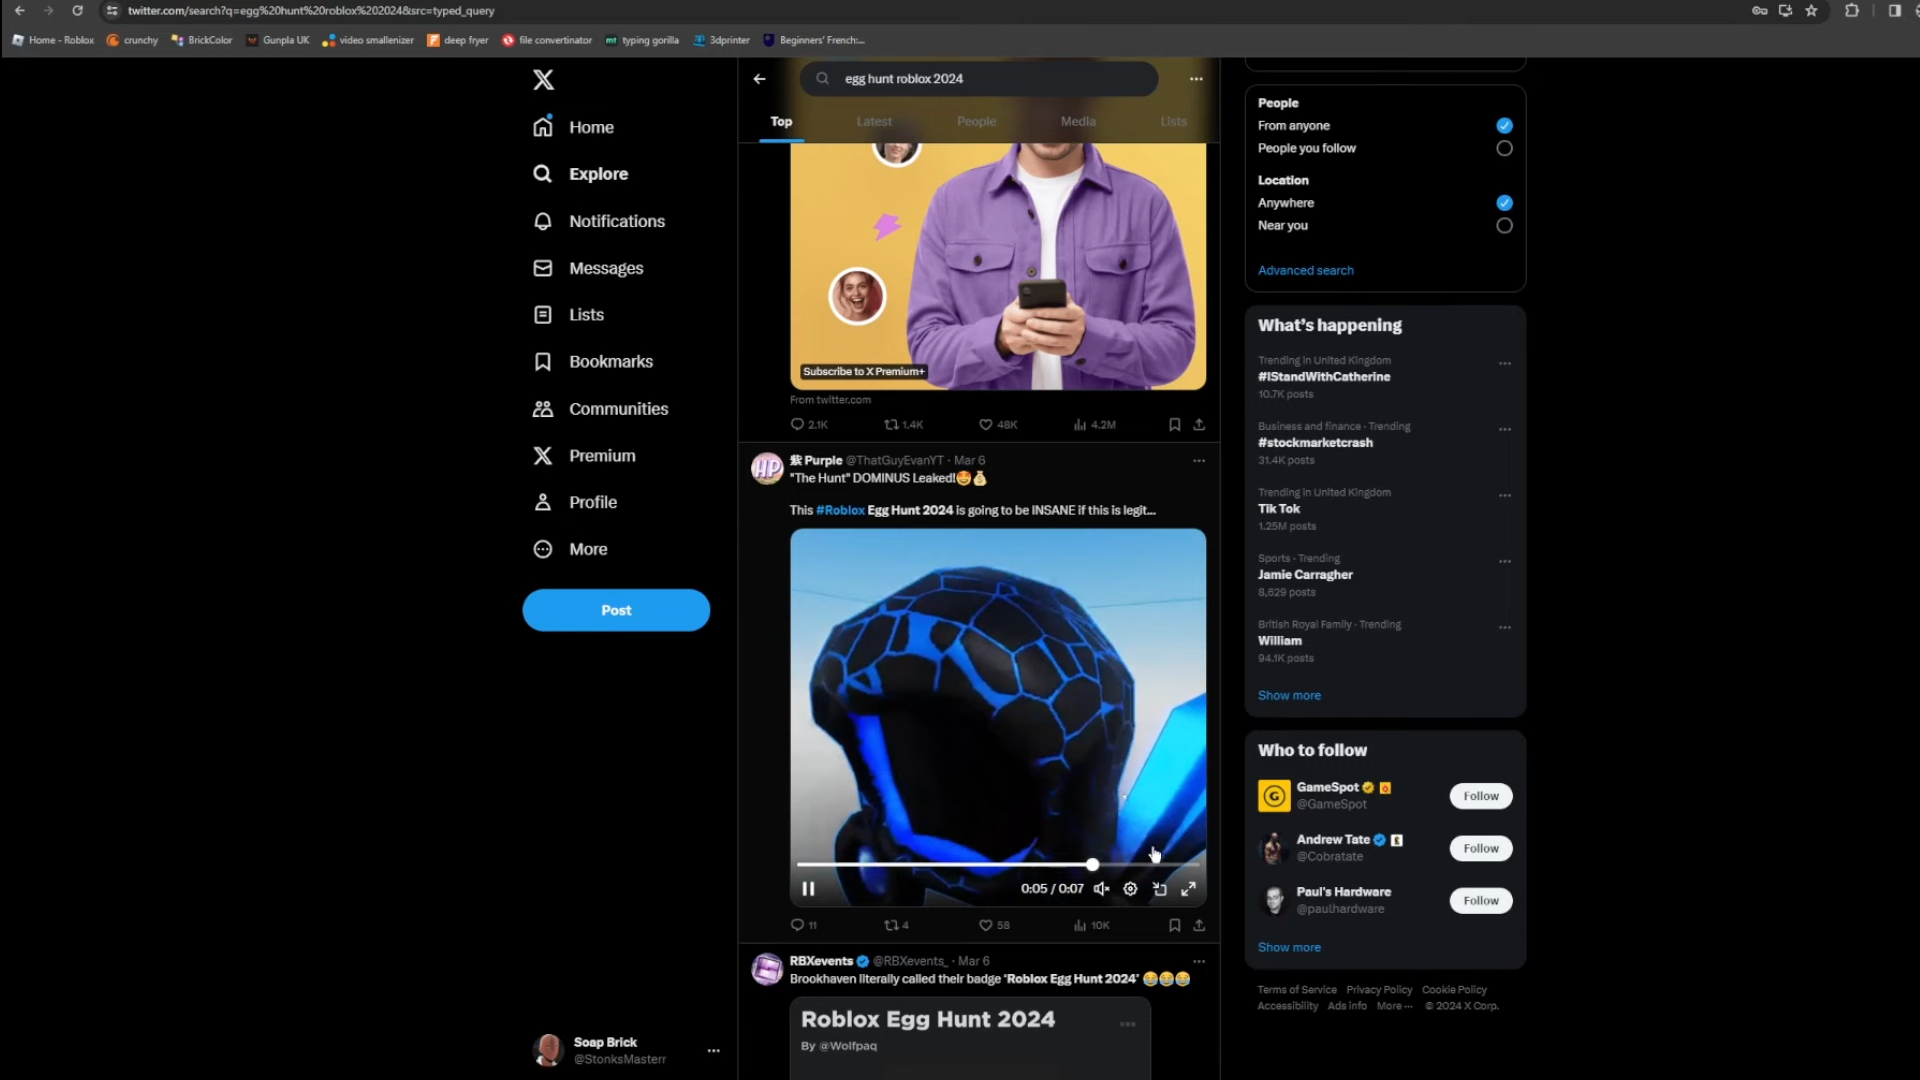 twitter.com/search?q=egg%20hunt%20roblox%202024&src=typed_query
Home - Roblox
crunchy
BrickColor
Gunpla UK
video smallenizer
deep fryer
file convertinator
mt
typing gorilla
3dprinter
Beginners' French:...
egg hunt roblox 2024
Top
Latest
People
Media
Lists
Home
Explore
Notifications
Messages
Lists
Bookmarks
Communities
Premium
Profile
More
Post
Soap Brick
@StonksMasterr
Subscribe to X Premium+
From twitter.com
2.1K
1.4K
48K
4.2M
HP
紫 Purple @ThatGuyEvanYT · Mar 6
"The Hunt" DOMINUS Leaked!🤩💰
This #Roblox Egg Hunt 2024 is going to be INSANE if this is legit...
0:05 / 0:07
11
4
58
10K
RBXevents @RBXevents_ · Mar 6
Brookhaven literally called their badge "Roblox Egg Hunt 2024" 😂😂😂
Roblox Egg Hunt 2024
By @Wolfpaq
People
From anyone
People you follow
Location
Anywhere
Near you
Advanced search
What's happening
Trending in United Kingdom
#IStandWithCatherine
10.7K posts
Business and finance · Trending
#stockmarketcrash
31.4K posts
Trending in United Kingdom
Tik Tok
1.25M posts
Sports · Trending
Jamie Carragher
8,629 posts
British Royal Family · Trending
William
94.1K posts
Show more
Who to follow
GameSpot
@GameSpot
Follow
Andrew Tate
@Cobratate
Follow
Paul's Hardware
@paulhardware
Follow
Show more
Terms of Service Privacy Policy Cookie Policy
Accessibility Ads info More ··· © 2024 X Corp.